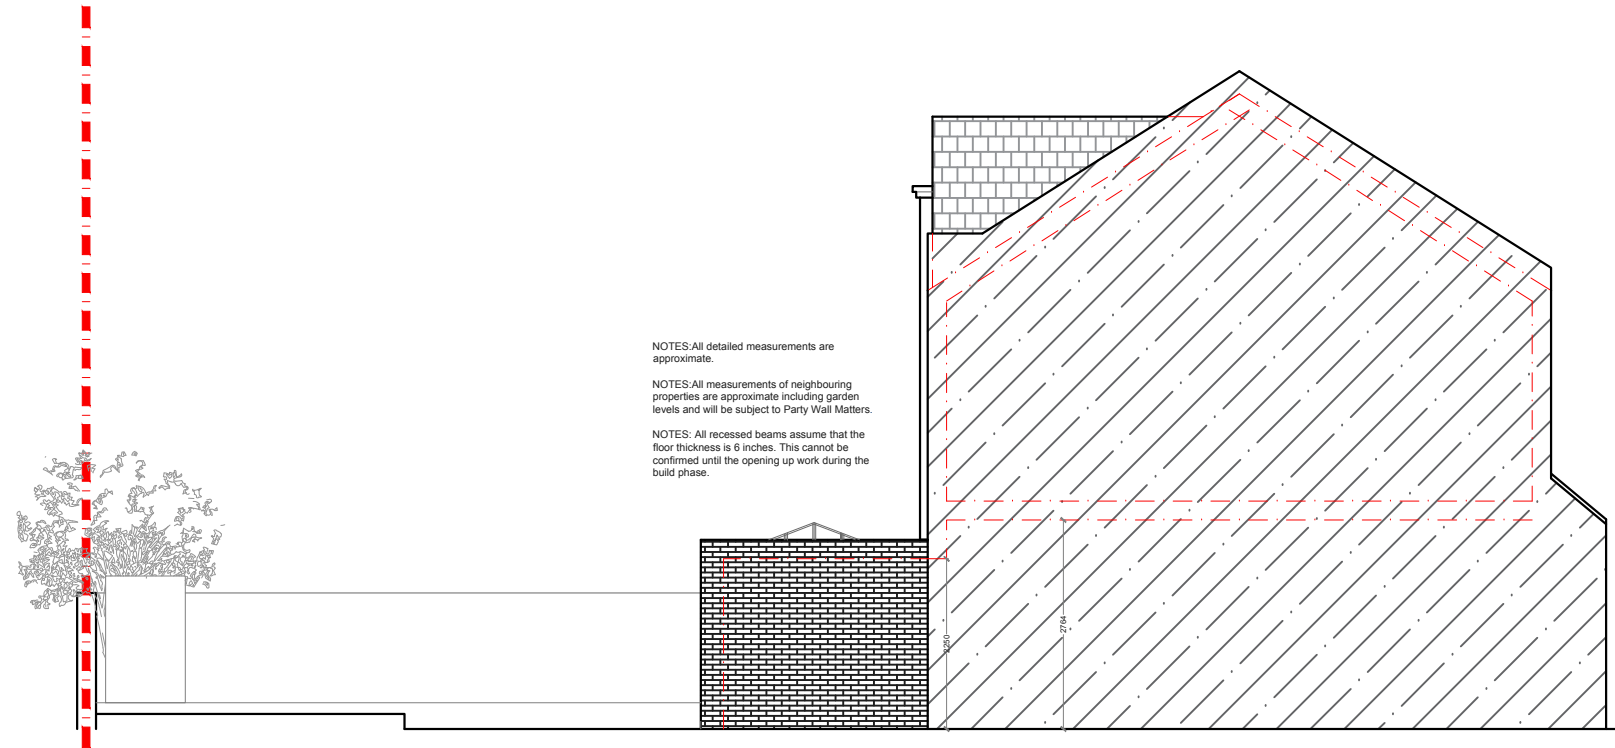 NOTES:All detailed measurements are
approximate.
NOTES:All measurements of neighbouring
properties are approximate including garden
levels and will be subject to Party Wall Matters.
NOTES: All recessed beams assume that the
floor thickness is 6 inches. This cannot be
confirmed until the opening up work during the
build phase.
2250
2764